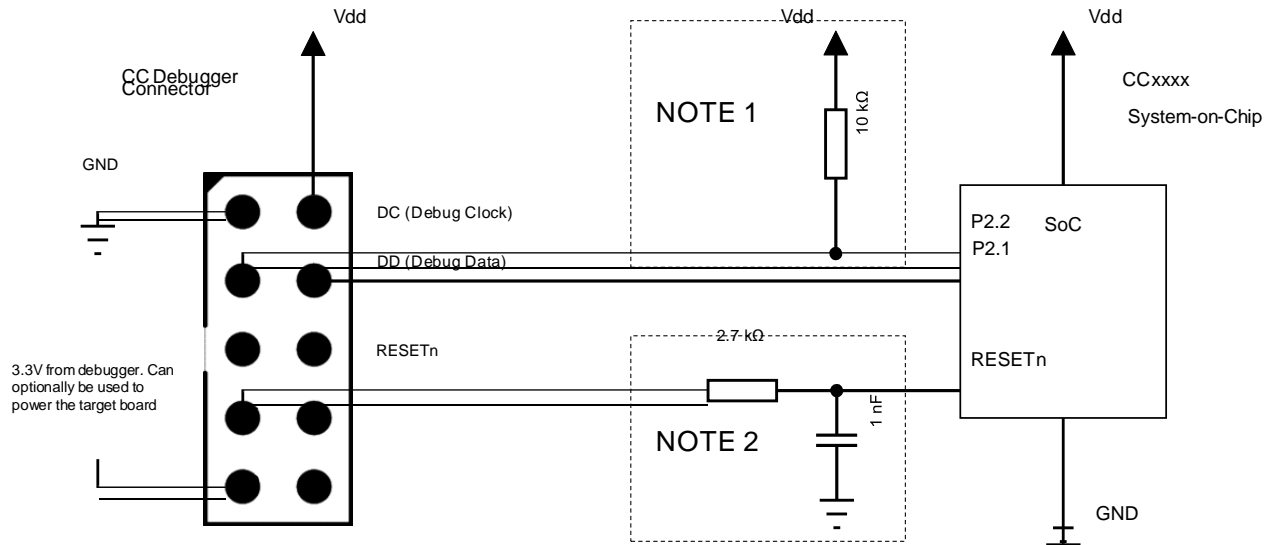 Vdd
Vdd
Vdd
CC Debugger
Connector
CCxxxx
System-on-Chip
NOTE 1
10 kΩ
GND
DC (Debug Clock)
P2.2
SoC
P2.1
DD (Debug Data)
2.7 kΩ
RESETn
RESETn
3.3V from debugger. Can
optionally be used to
power the target board
1 nF
NOTE 2
GND